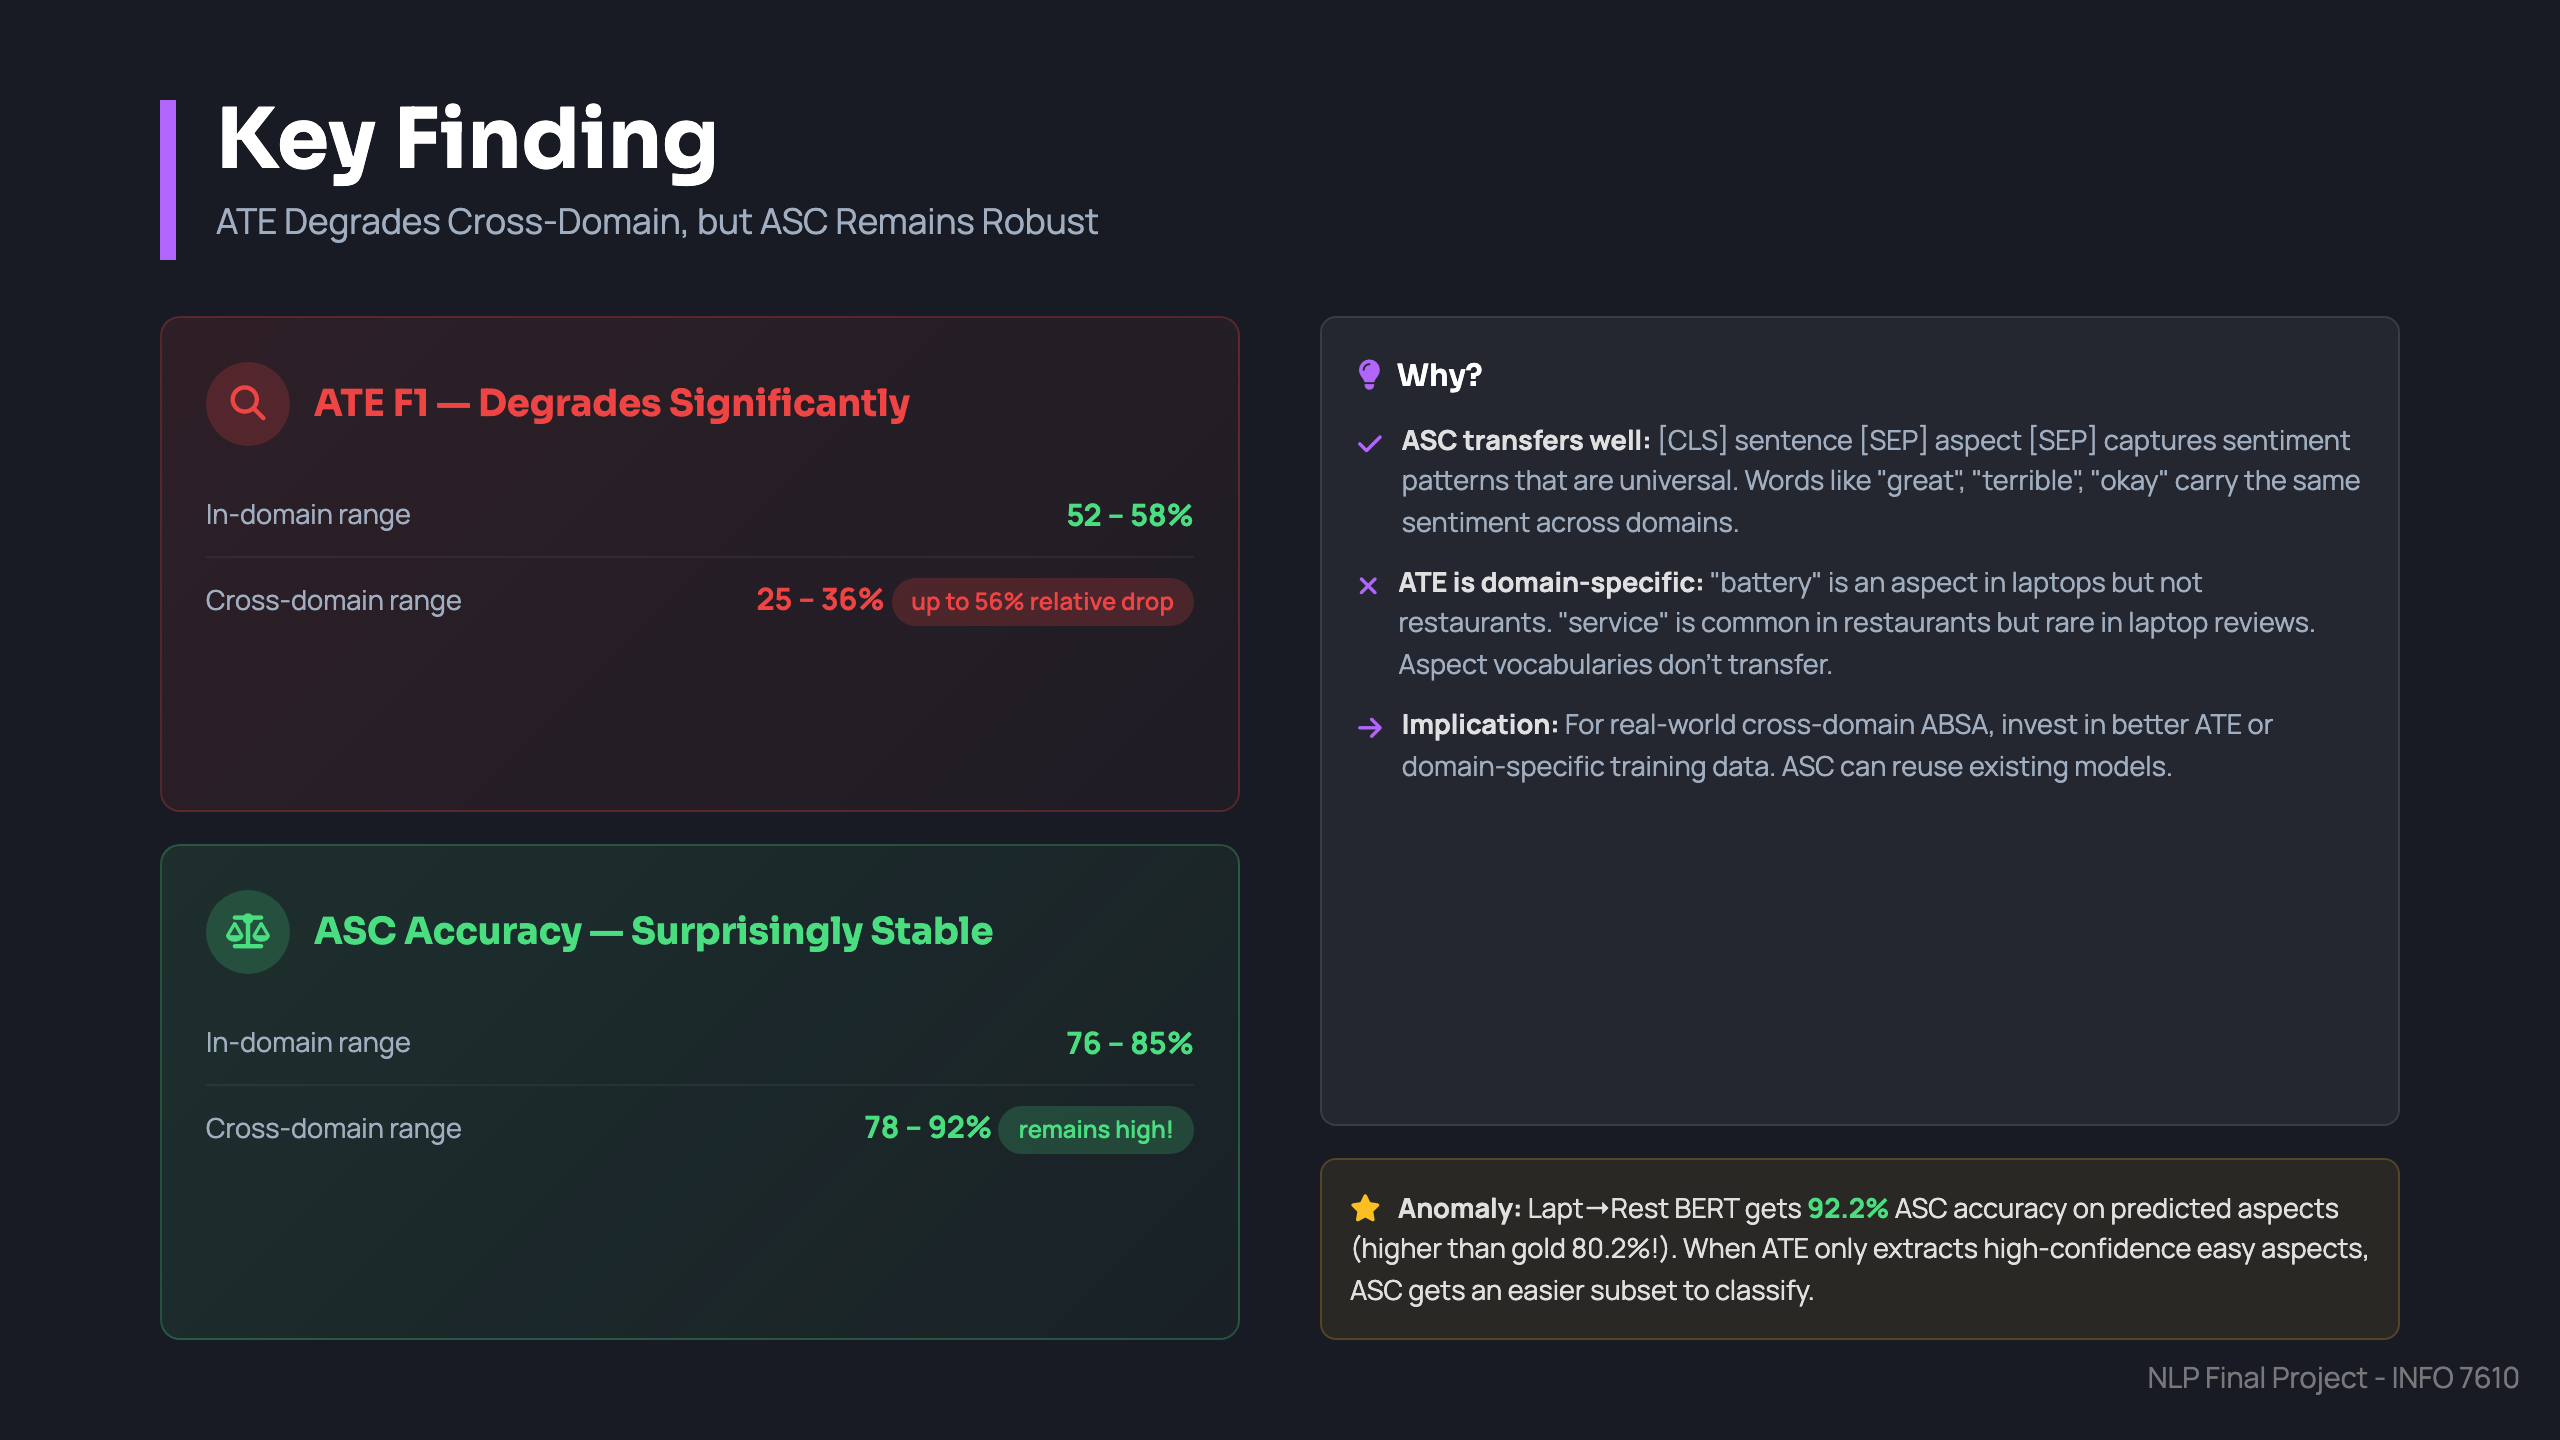 Key Finding
ATE Degrades Cross-Domain, but ASC Remains Robust
ATE F1 — Degrades Significantly
In-domain range 52 – 58%
Cross-domain range 25 – 36% up to 56% relative drop
ASC Accuracy — Surprisingly Stable
In-domain range 76 – 85%
Cross-domain range 78 – 92% remains high!
Why?
ASC transfers well: [CLS] sentence [SEP] aspect [SEP] captures sentiment
patterns that are universal. Words like "great", "terrible", "okay" carry the same
sentiment across domains.
ATE is domain-specific: "battery" is an aspect in laptops but not
restaurants. "service" is common in restaurants but rare in laptop reviews.
Aspect vocabularies don't transfer.
Implication: For real-world cross-domain ABSA, invest in better ATE or
domain-specific training data. ASC can reuse existing models.
Anomaly: Lapt→Rest BERT gets 92.2% ASC accuracy on predicted aspects
(higher than gold 80.2%!). When ATE only extracts high-confidence easy aspects,
ASC gets an easier subset to classify.
NLP Final Project - INFO 7610